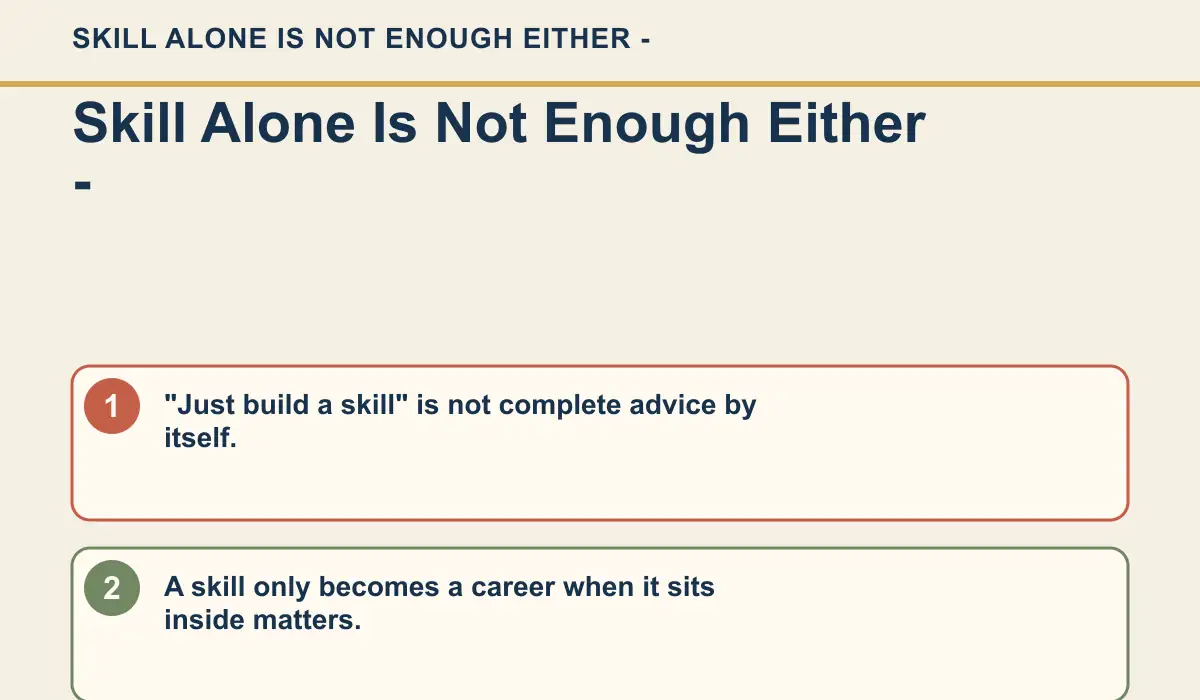 SKILL ALONE IS NOT ENOUGH EITHER -
Skill Alone Is Not Enough Either
-
1
"Just build a skill" is not complete advice by
itself.
2
A skill only becomes a career when it sits
inside matters.